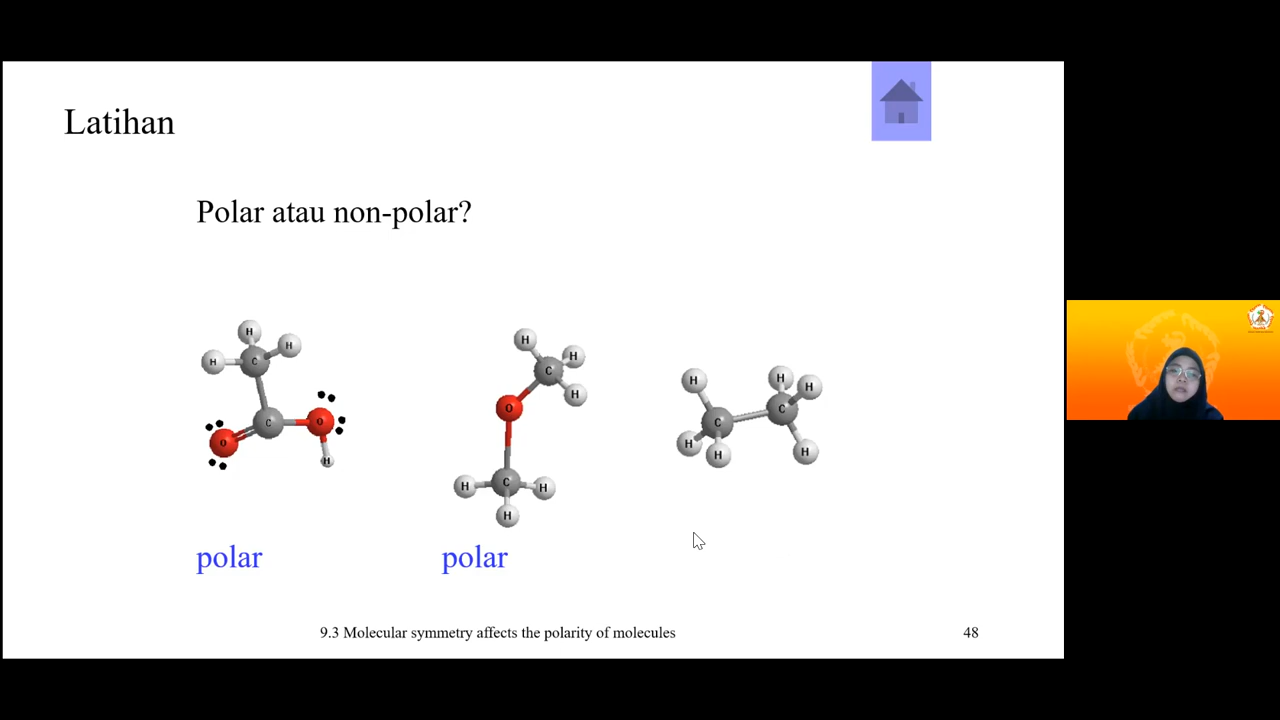 Latihan
Polar atau non-polar?
H
H
H
C
O
C
O
H
H
H
H
C
O
C
H
H
H
H
H
H
C
C
H
H
H
H
polar
polar
9.3 Molecular symmetry affects the polarity of molecules
48